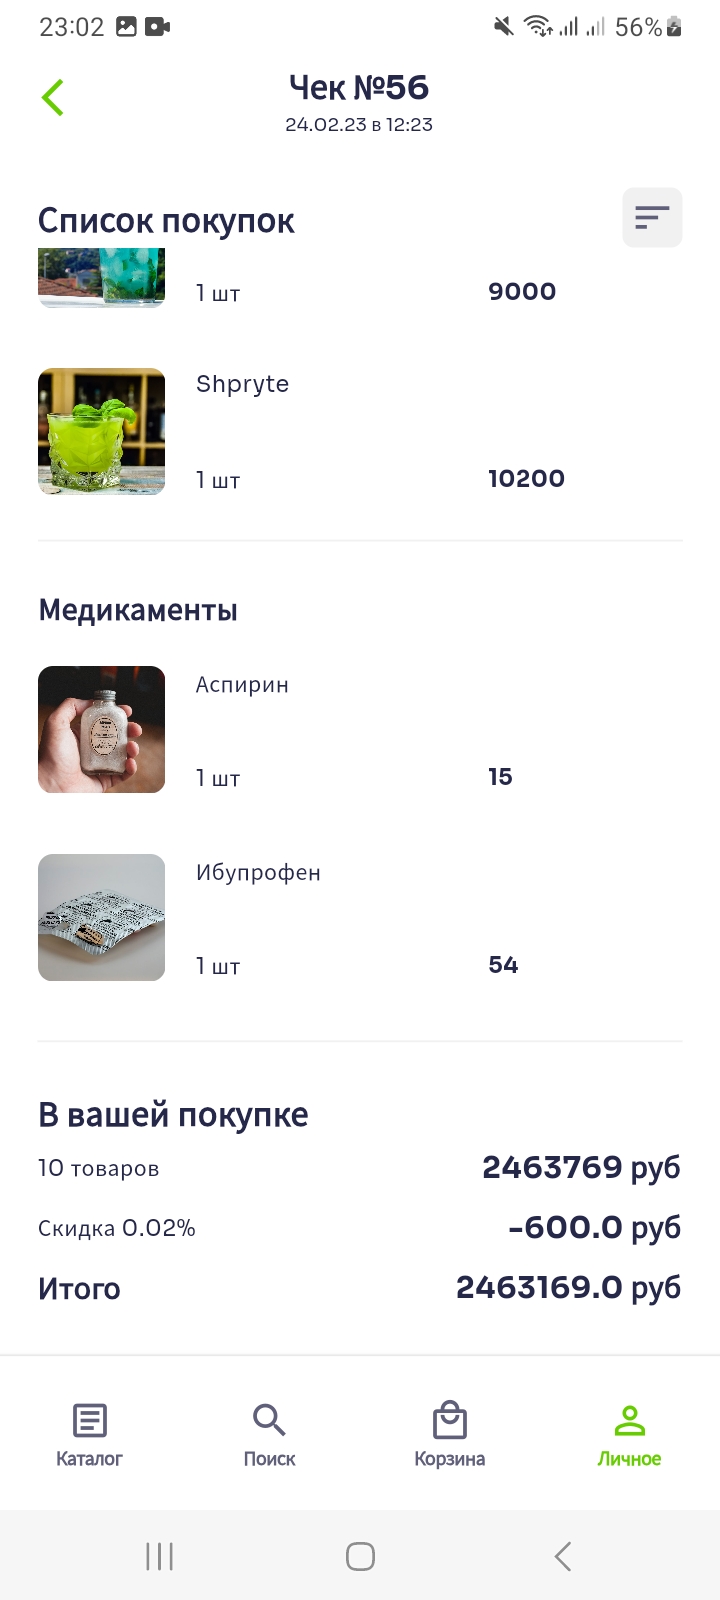 23:02 56%
Чек №56
24.02.23 в 12:23
Список покупок
1 шт 9000
Shpryte
1 шт 10200
Медикаменты
Аспирин
1 шт 15
Ибупрофен
1 шт 54
В вашей покупке
10 товаров 2463769 руб
Скидка 0.02% -600.0 руб
Итого 2463169.0 руб
Каталог Поиск Корзина Личное